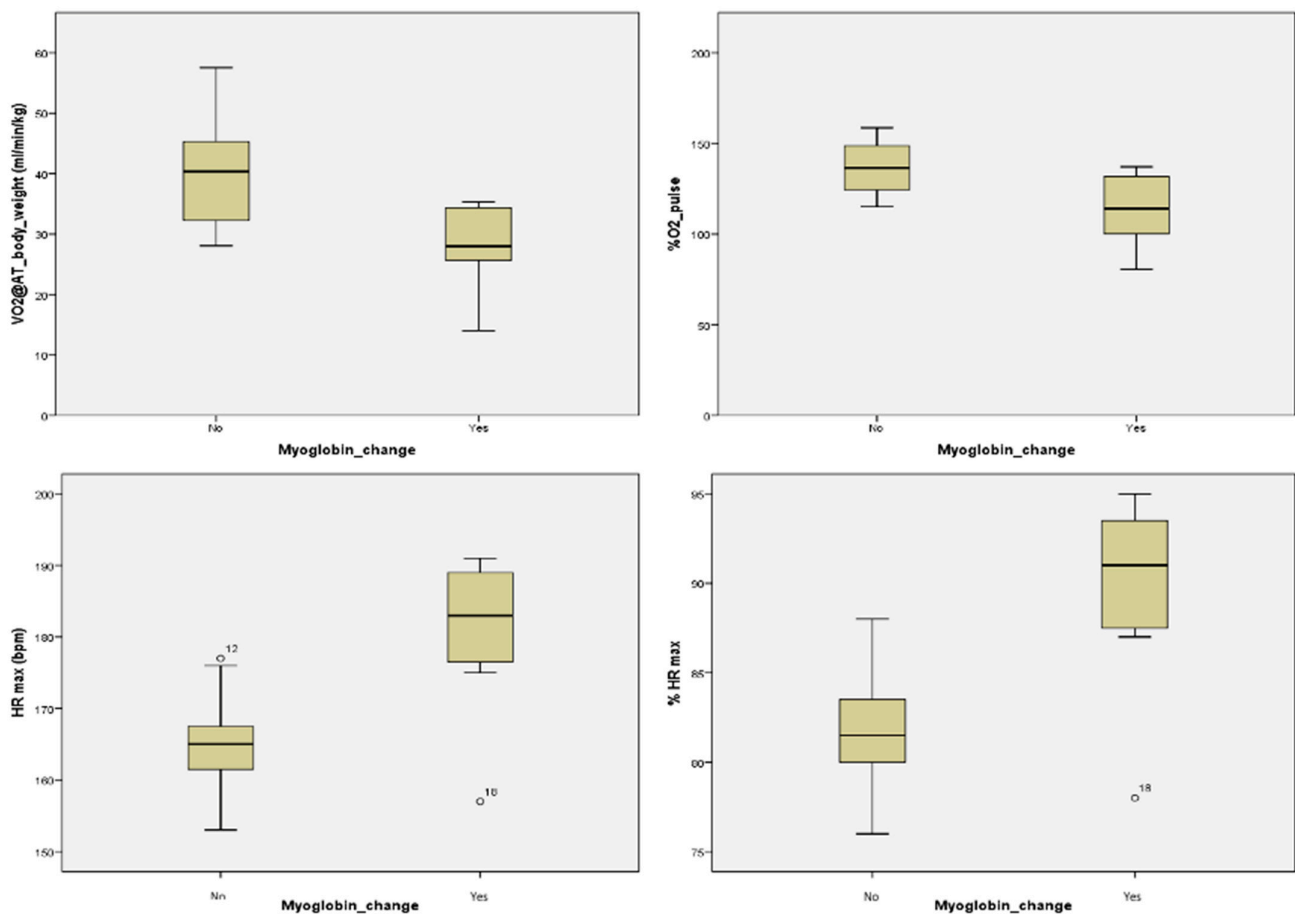 VO2@AT_body_weight (ml/min/kg)
60
50
40
30
20
10
0
No Yes
Myoglobin_change
%O2_pulse
200
150
100
50
0
No Yes
Myoglobin_change
HR max (bpm)
200
190
180
170
160
150
12
18
No Yes
Myoglobin_change
% HR max
95
90
85
80
75
18
No Yes
Myoglobin_change